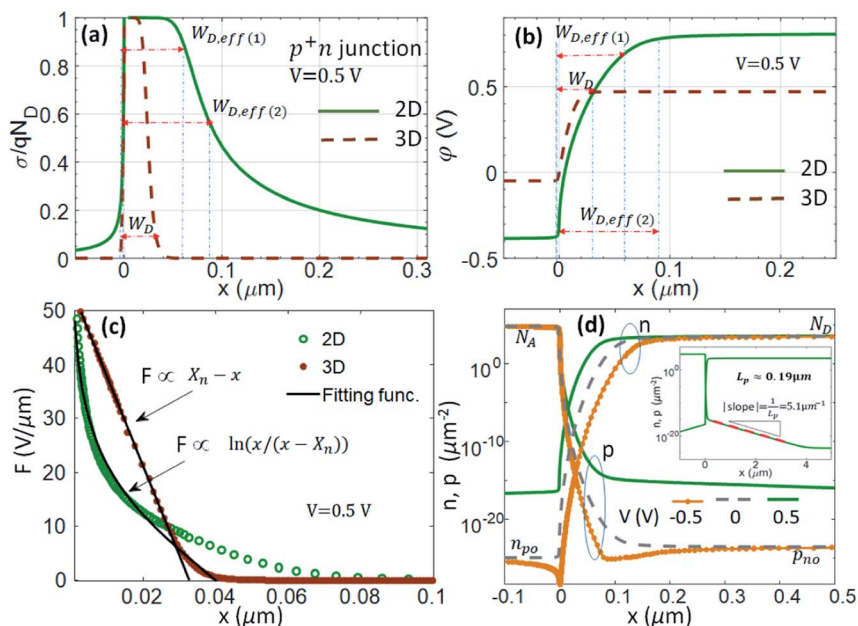 (a)
W_D,eff(1)
p⁺n junction
V=0.5 V
W_D,eff(2)
2D
3D
W_D
σ/qN_D
1
0.8
0.6
0.4
0.2
0
0 0.1 0.2 0.3
x (μm)
(b)
W_D,eff(1)
V=0.5 V
W_D
2D
3D
W_D,eff(2)
φ (V)
0.5
0
-0.5
0 0.1 0.2
x (μm)
(c)
2D
3D
Fitting func.
F ∝ X_n − x
F ∝ ln(x/(x − X_n))
V=0.5 V
F (V/μm)
50
40
30
20
10
0
0.02 0.04 0.06 0.08 0.1
x (μm)
(d)
N_A
n
N_D
p
n_po
p_no
V (V)
-0.5 0 0.5
n, p (μm⁻²)
10⁰
10⁻¹⁰
10⁻²⁰
-0.1 0 0.1 0.2 0.3 0.4 0.5
x (μm)
L_p ≈ 0.19μm
|slope|=1/L_p=5.1μm⁻¹
n, p (μm⁻²)
10⁰
10⁻²⁰
0 2 4
x (μm)